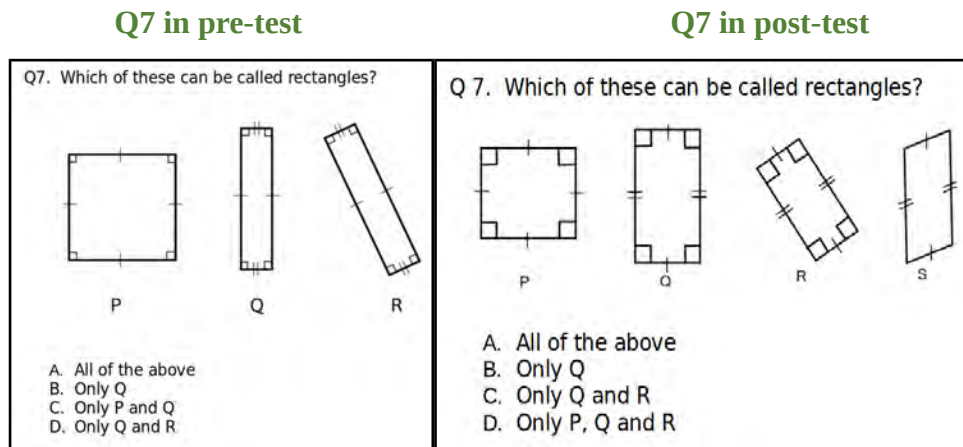 Q7 in pre-test
Q7. Which of these can be called rectangles?
P Q R
A. All of the above
B. Only Q
C. Only P and Q
D. Only Q and R
Q7 in post-test
Q 7. Which of these can be called rectangles?
P Q R S
A. All of the above
B. Only Q
C. Only Q and R
D. Only P, Q and R